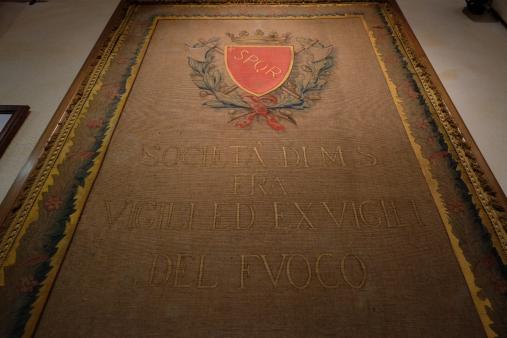 SPQR
SOCIETÀ DI M. S.
FRA
VIGILI ED EX VIGILI
DEL FVOCO